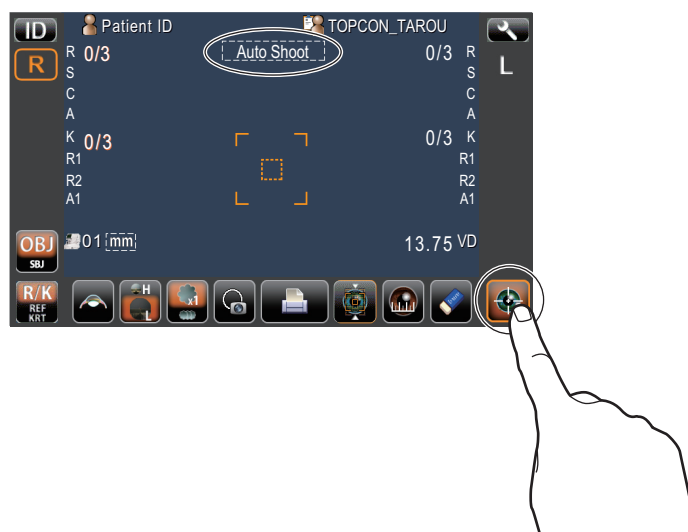 ID Patient ID TOPCON_TAROU
R R 0/3 Auto Shoot 0/3 R L
S S
C C
A A
K 0/3 0/3 K
R1 R1
R2 R2
A1 A1
OBJ 01 mm 13.75 VD
SBJ
R/K H x1
REF L
KRT